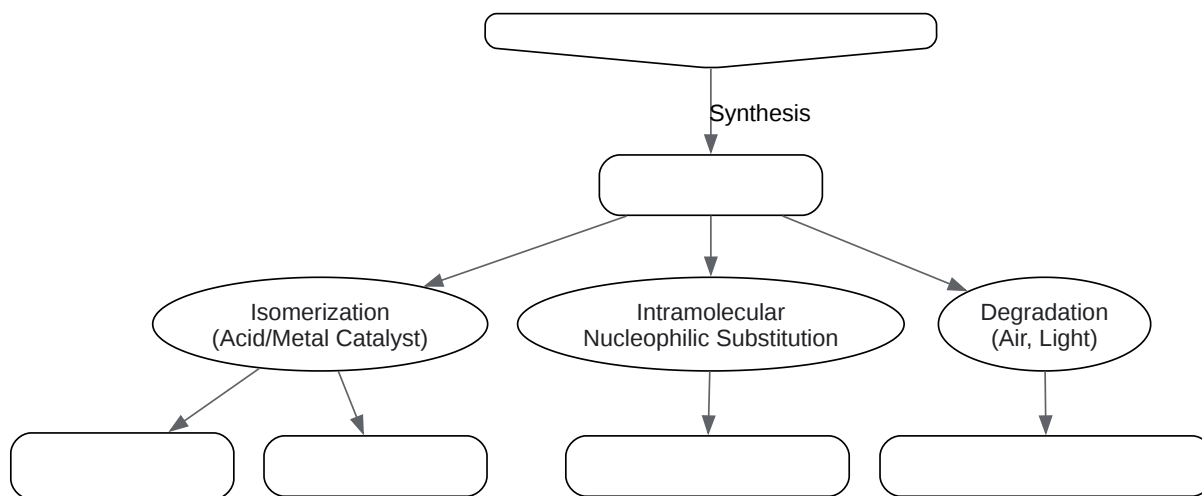 Synthesis
Isomerization
(Acid/Metal Catalyst)
Intramolecular
Nucleophilic Substitution
Degradation
(Air, Light)